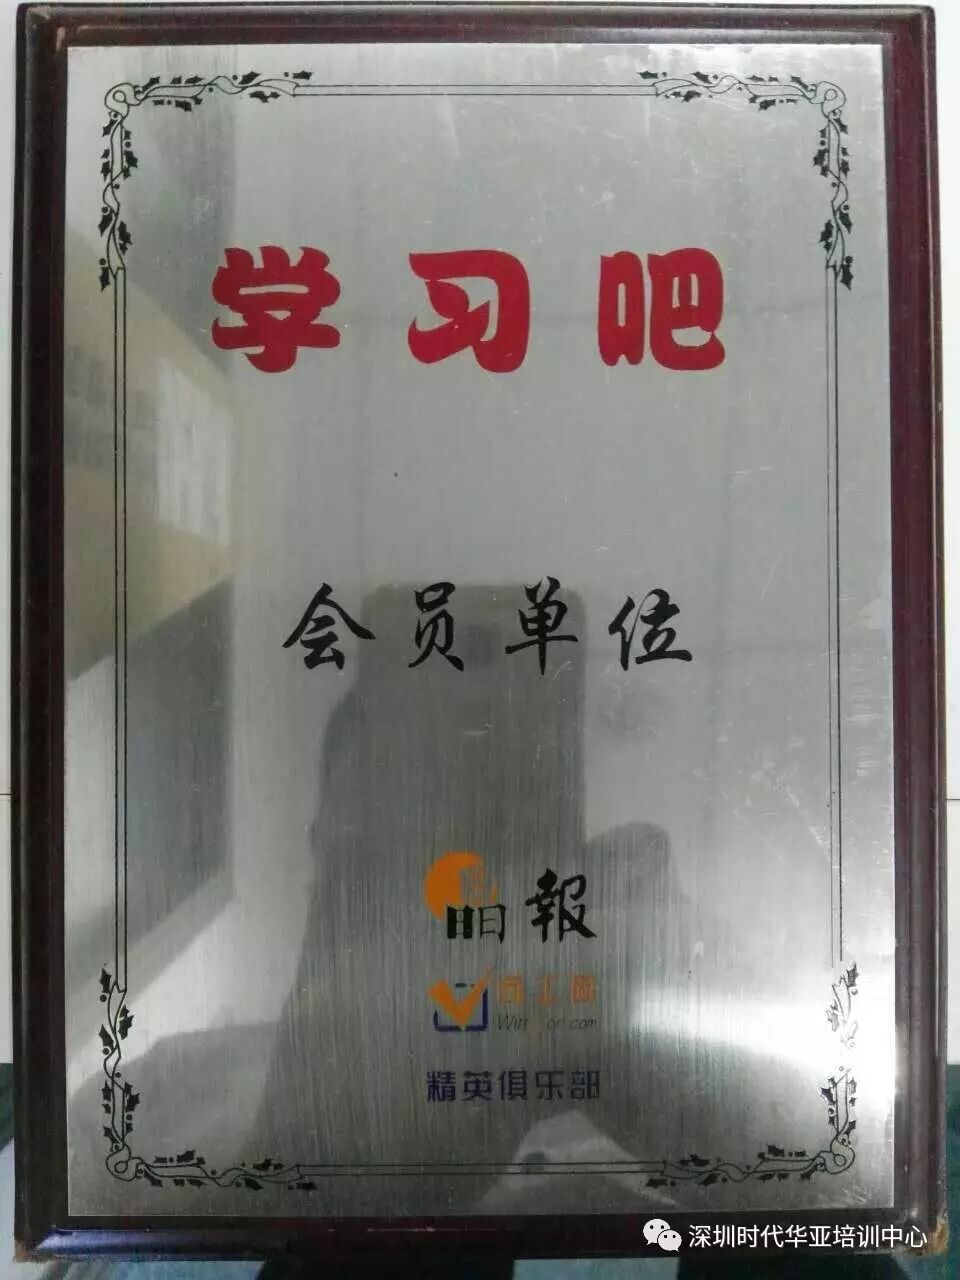 学习吧
会员单位
晶報
精英俱乐部
深圳时代华亚培训中心